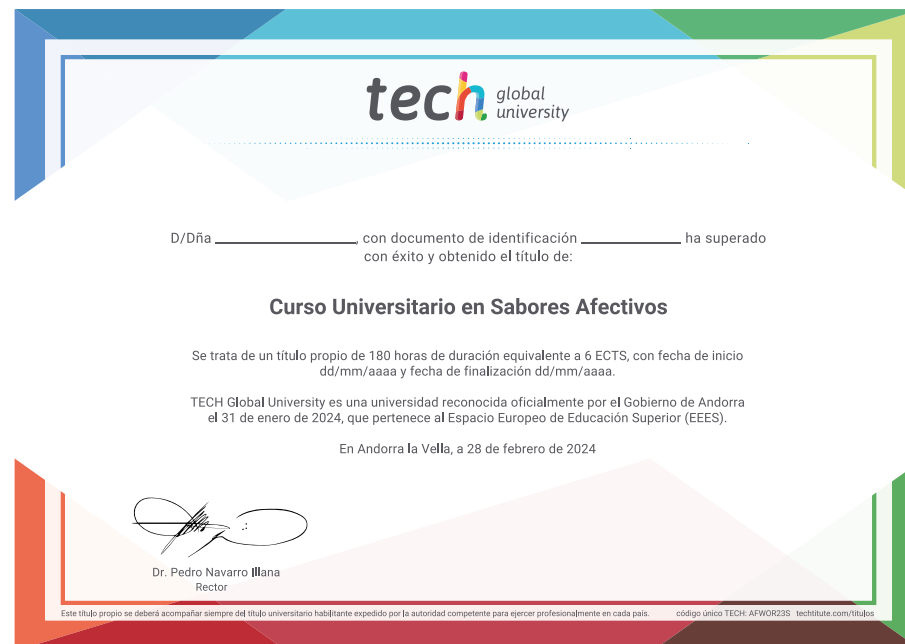 tech global
university
D/Dña ____________________, con documento de identificación ______________ ha superado
con éxito y obtenido el título de:
Curso Universitario en Sabores Afectivos
Se trata de un título propio de 180 horas de duración equivalente a 6 ECTS, con fecha de inicio
dd/mm/aaaa y fecha de finalización dd/mm/aaaa.
TECH Global University es una universidad reconocida oficialmente por el Gobierno de Andorra
el 31 de enero de 2024, que pertenece al Espacio Europeo de Educación Superior (EEES).
En Andorra la Vella, a 28 de febrero de 2024
Dr. Pedro Navarro Illana
Rector
Este título propio se deberá acompañar siempre del título universitario habilitante expedido por la autoridad competente para ejercer profesionalmente en cada país. código único TECH: AFWOR23S techtitute.com/titulos